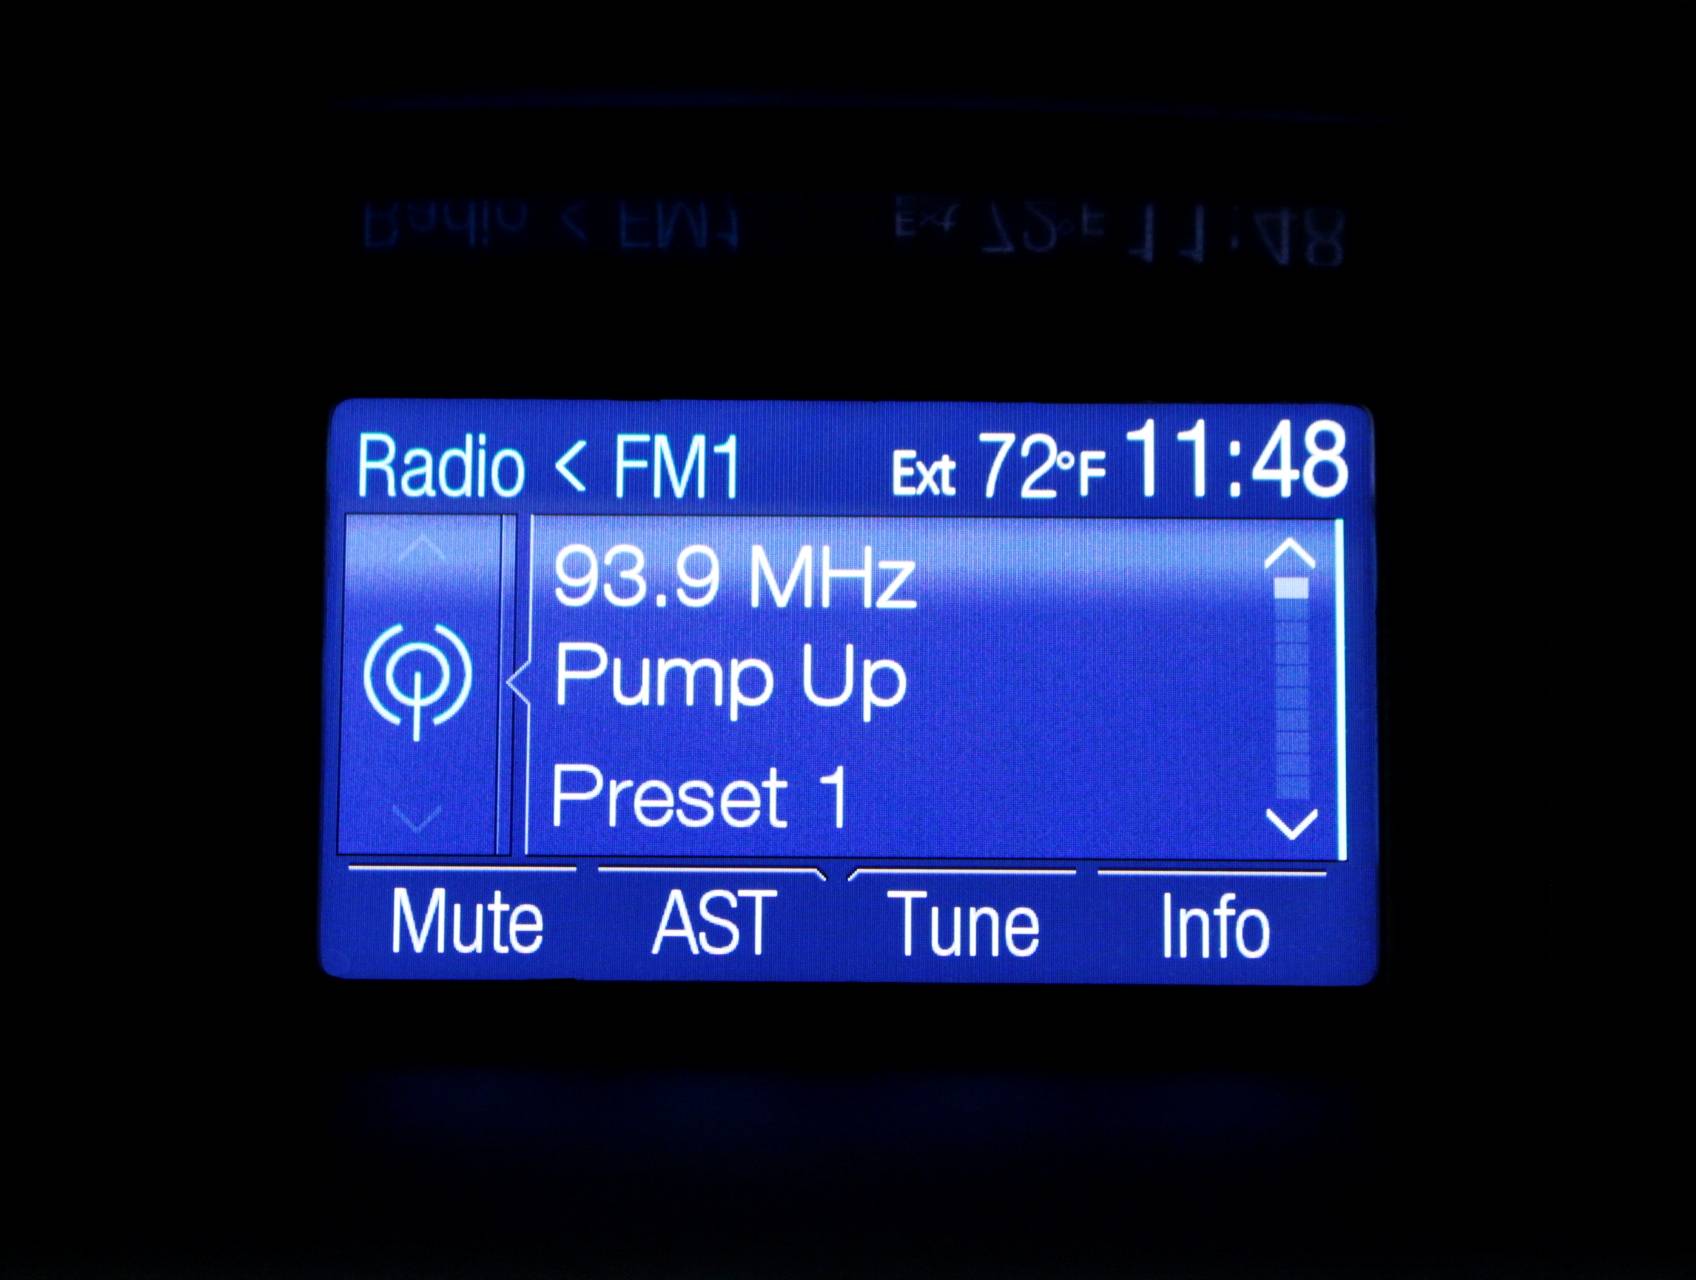 Radio < FM1 Ext 72°F 11:48
93.9 MHz
Pump Up
Preset 1
Mute AST Tune Info